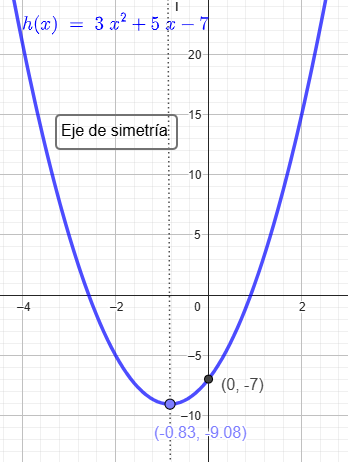 h(x) = 3 x² + 5 x − 7
20
Eje de simetría
15
10
5
−4 −2 0 2
−5
(0, -7)
−10
(-0.83, -9.08)